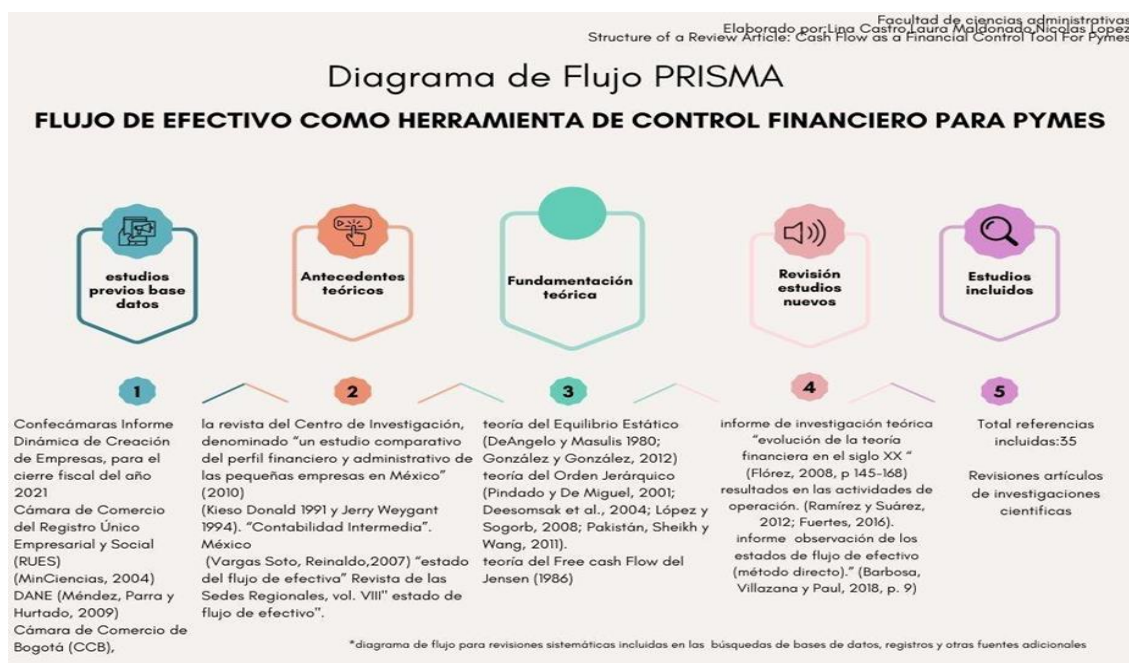 Facultad de ciencias administrativas
Elaborado por:Lina Castro,Laura Maldonado,Nicolas Lopez
Structure of a Review Article: Cash Flow as a Financial Control Tool For Pymes
Diagrama de Flujo PRISMA
FLUJO DE EFECTIVO COMO HERRAMIENTA DE CONTROL FINANCIERO PARA PYMES
estudios
previos base
datos
Antecedentes
teóricos
Fundamentación
teórica
Revisión
estudios
nuevos
Estudios
incluidos
1
Confecámaras Informe
Dinámica de Creación
de Empresas, para el
cierre fiscal del año
2021
Cámara de Comercio
del Registro Único
Empresarial y Social
(RUES)
(MinCiencias, 2004)
DANE (Méndez, Parra y
Hurtado, 2009)
Cámara de Comercio de
Bogotá (CCB),
2
la revista del Centro de Investigación,
denominado “un estudio comparativo
del perfil financiero y administrativo de
las pequeñas empresas en México”
(2010)
(Kieso Donald 1991 y Jerry Weygant
1994). “Contabilidad Intermedia”.
México
(Vargas Soto, Reinaldo,2007) “estado
del flujo de efectiva” Revista de las
Sedes Regionales, vol. VIII" estado de
flujo de efectivo".
3
teoría del Equilibrio Estático
(DeAngelo y Masulis 1980;
González y González, 2012)
teoría del Orden Jerárquico
(Pindado y De Miguel, 2001;
Deesomsak et al., 2004; López y
Sogorb, 2008; Pakistán, Sheikh y
Wang, 2011).
teoría del Free cash Flow del
Jensen (1986)
4
informe de investigación teórica
“evolución de la teoría
financiera en el siglo XX “
(Flórez, 2008, p 145-168)
resultados en las actividades de
operación. (Ramírez y Suárez,
2012; Fuertes, 2016).
informe observación de los
estados de flujo de efectivo
(método directo).” (Barbosa,
Villazana y Paul, 2018, p. 9)
5
Total referencias
incluidas:35
Revisiones artículos
de investigaciones
cientificas
*diagrama de flujo para revisiones sistemáticas incluidas en las búsquedas de bases de datos, registros y otras fuentes adicionales